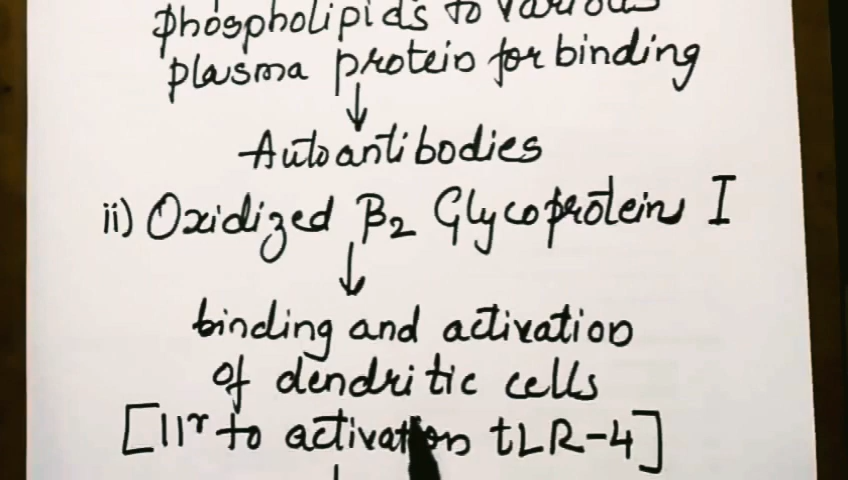 phospholipids to various
plasma protein for binding
↓
Autoantibodies
ii) Oxidized β2 Glycoprotein I
↓
binding and activation
of dendritic cells
[11r to activation tLR-4]